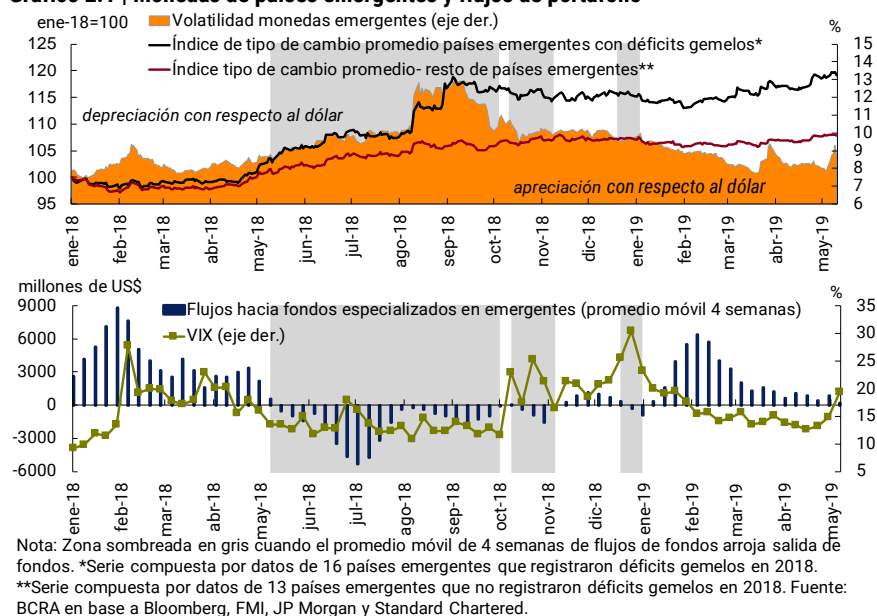 ene-18=100
Volatilidad monedas emergentes (eje der.)
%
Índice de tipo de cambio promedio países emergentes con déficits gemelos*
Índice tipo de cambio promedio- resto de países emergentes**
depreciación con respecto al dólar
apreciación con respecto al dólar
125
120
115
110
105
100
95
15
14
13
12
11
10
9
8
7
6
ene-18
feb-18
mar-18
abr-18
may-18
jun-18
jul-18
ago-18
sep-18
oct-18
nov-18
dic-18
ene-19
feb-19
mar-19
abr-19
may-19
millones de US$
%
Flujos hacia fondos especializados en emergentes (promedio móvil 4 semanas)
VIX (eje der.)
9000
6000
3000
0
-3000
-6000
35
30
25
20
15
10
5
ene-18
feb-18
mar-18
abr-18
may-18
jun-18
jul-18
ago-18
sep-18
oct-18
nov-18
dic-18
ene-19
feb-19
mar-19
abr-19
may-19
Nota: Zona sombreada en gris cuando el promedio móvil de 4 semanas de flujos de fondos arroja salida de
fondos. *Serie compuesta por datos de 16 países emergentes que registraron déficits gemelos en 2018.
**Serie compuesta por datos de 13 países emergentes que no registraron déficits gemelos en 2018. Fuente:
BCRA en base a Bloomberg, FMI, JP Morgan y Standard Chartered.